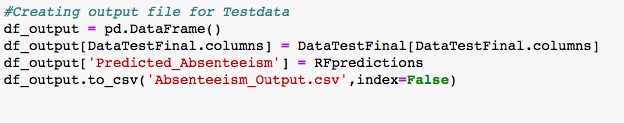 #Creating output file for Testdata
df_output = pd.DataFrame()
df_output[DataTestFinal.columns] = DataTestFinal[DataTestFinal.columns]
df_output['Predicted_Absenteeism'] = RFpredictions
df_output.to_csv('Absenteeism_Output.csv',index=False)